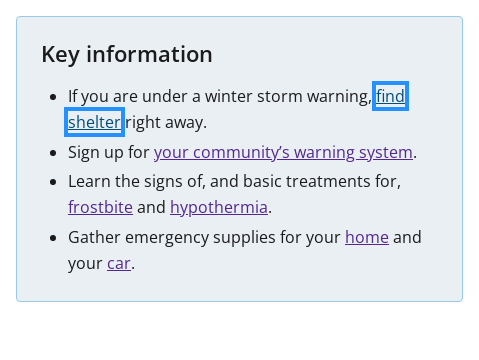 Key information
If you are under a winter storm warning, find
shelter right away.
Sign up for your community’s warning system.
Learn the signs of, and basic treatments for,
frostbite and hypothermia.
Gather emergency supplies for your home and
your car.